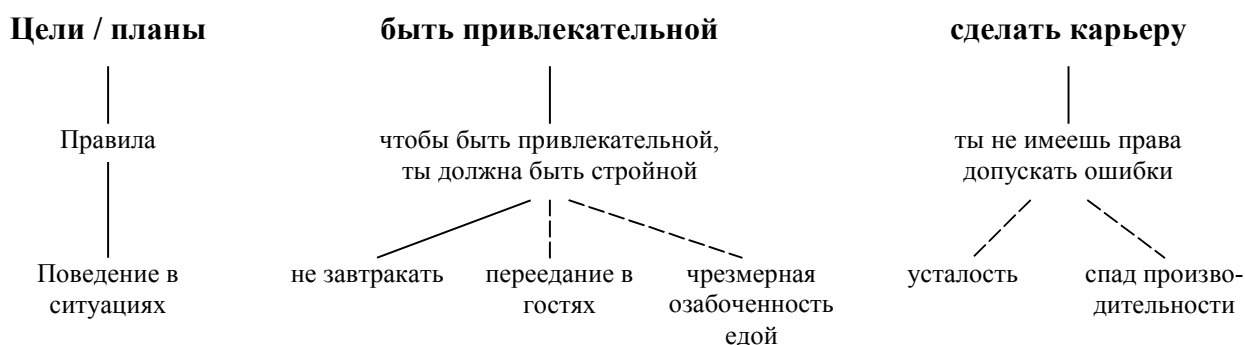 Цели / планы
быть привлекательной
сделать карьеру
Правила
чтобы быть привлекательной,
ты должна быть стройной
ты не имеешь права
допускать ошибки
Поведение в
ситуациях
не завтракать
переедание в
гостях
чрезмерная
озабоченность
едой
усталость
спад произво-
дительности